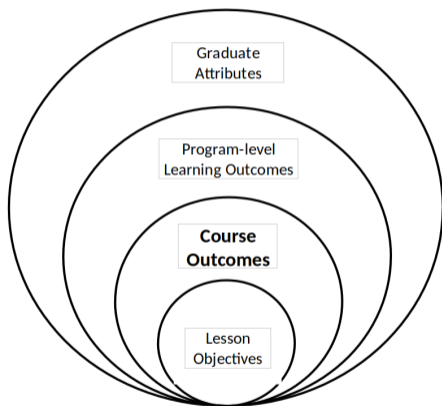 Graduate
Attributes
Program-level
Learning Outcomes
Course
Outcomes
Lesson
Objectives